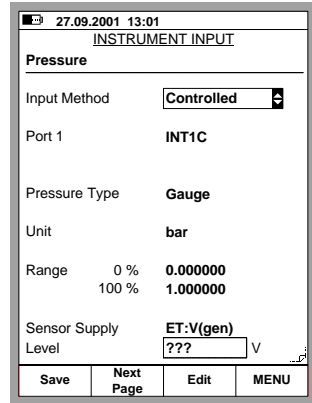 27.09.2001 13:01
INSTRUMENT INPUT
Pressure
Input Method Controlled
Port 1 INT1C
Pressure Type Gauge
Unit bar
Range 0 % 0.000000
100 % 1.000000
Sensor Supply ET:V(gen)
Level ??? V
Save Next Page Edit MENU